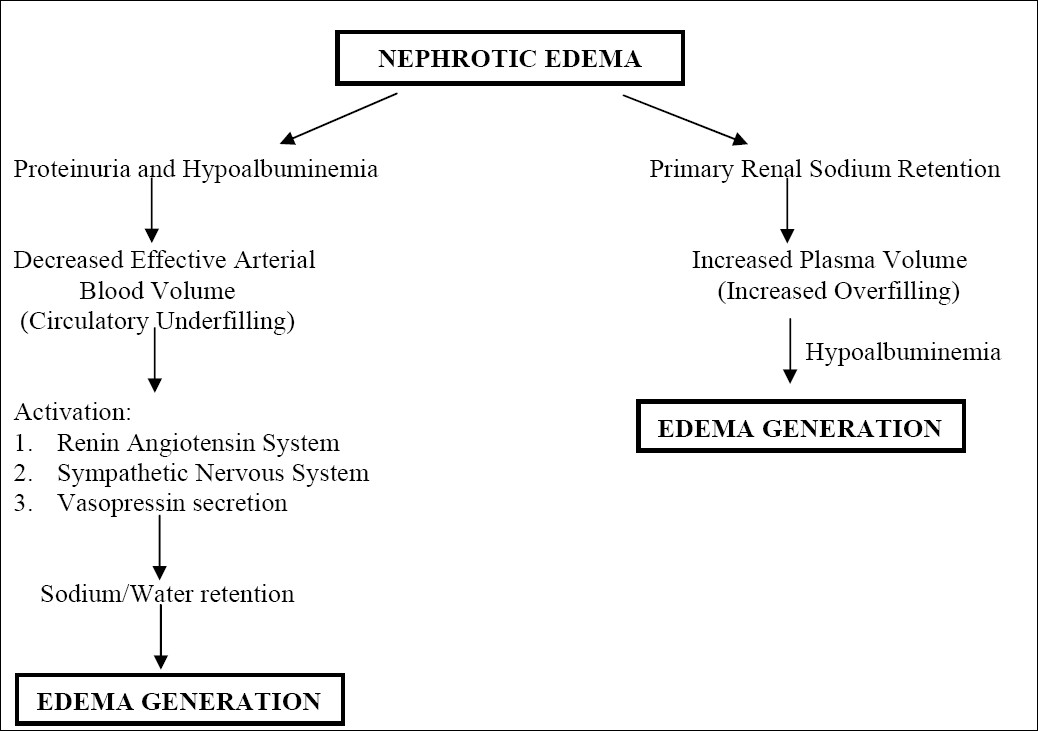 NEPHROTIC EDEMA
Proteinuria and Hypoalbuminemia
Decreased Effective Arterial
Blood Volume
(Circulatory Underfilling)
Activation:
1. Renin Angiotensin System
2. Sympathetic Nervous System
3. Vasopressin secretion
Sodium/Water retention
EDEMA GENERATION
Primary Renal Sodium Retention
Increased Plasma Volume
(Increased Overfilling)
Hypoalbuminemia
EDEMA GENERATION